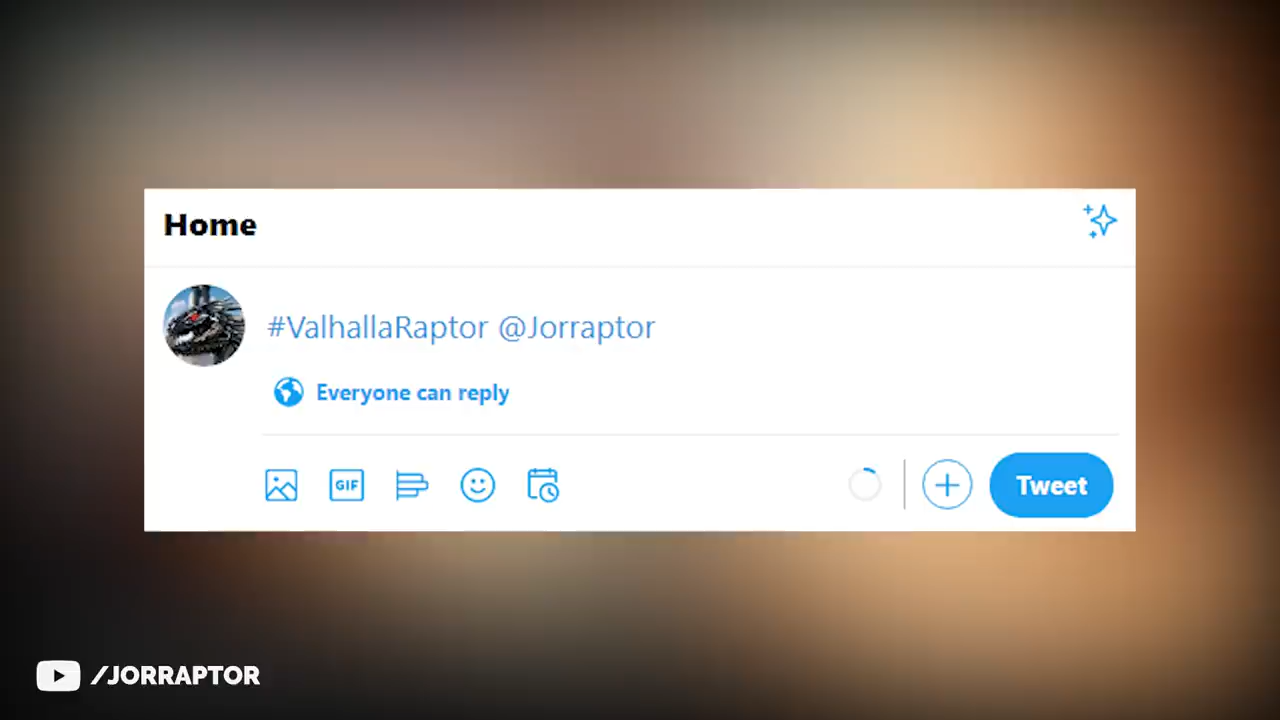 Home
#ValhallaRaptor @Jorraptor
Everyone can reply
GIF
Tweet
/JORRAPTOR